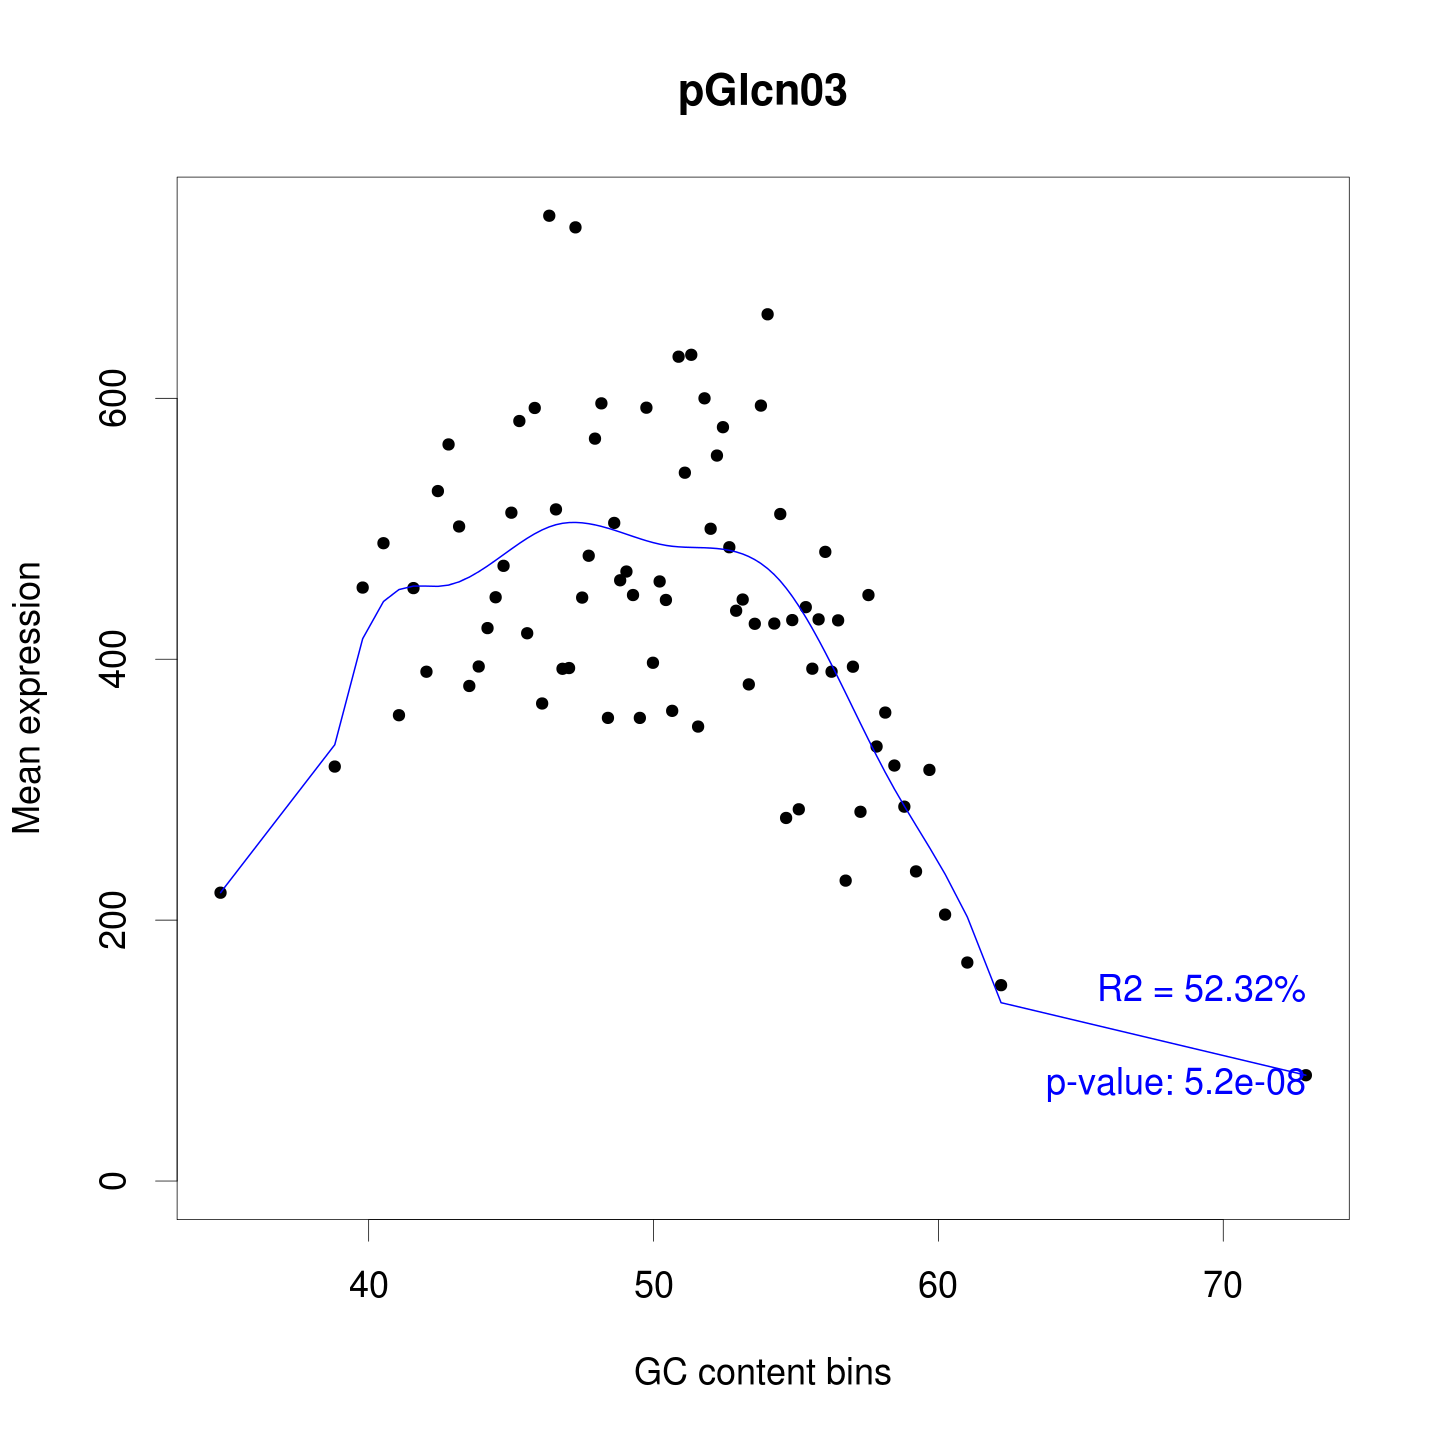 pGlcn03
Mean expression
600
400
200
0
R2 = 52.32%
p-value: 5.2e-08
40 50 60 70
GC content bins